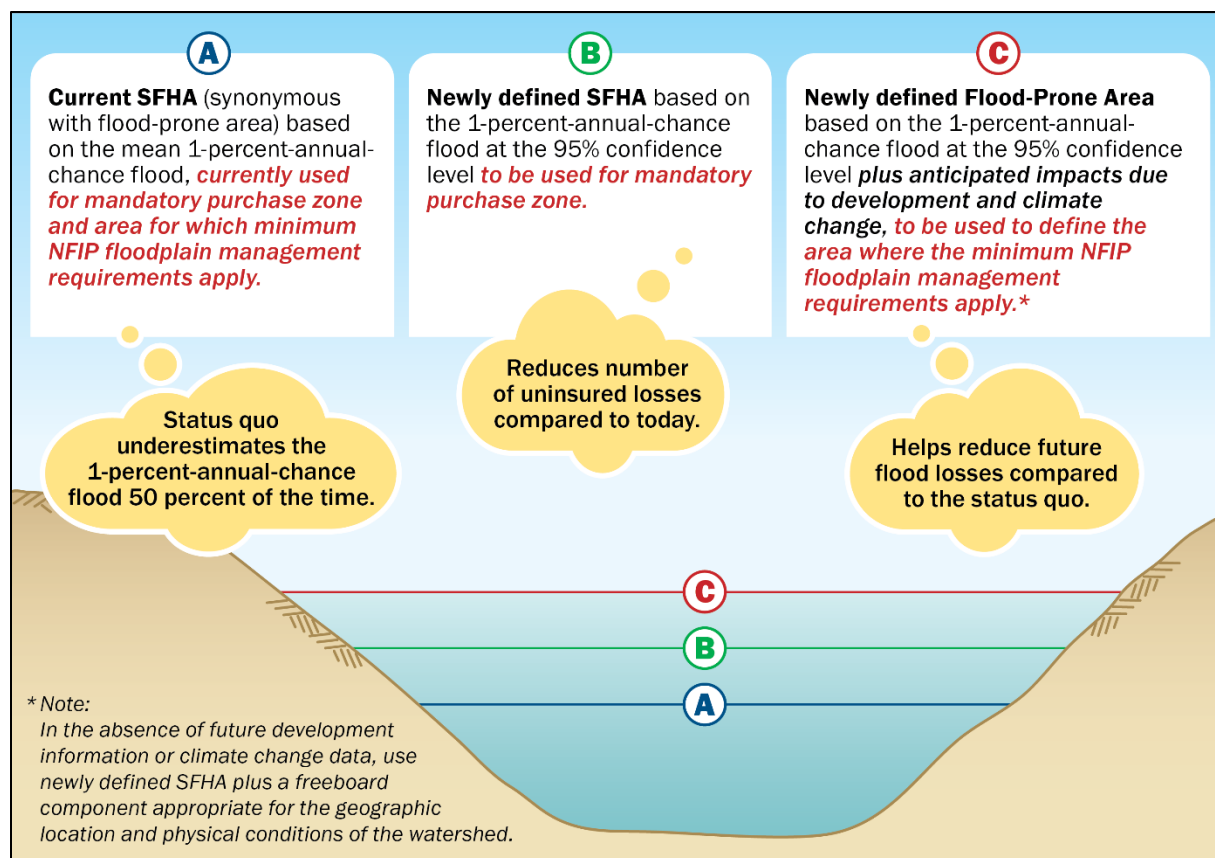 A
Current SFHA (synonymous
with flood-prone area) based
on the mean 1-percent-annual-
chance flood, currently used
for mandatory purchase zone
and area for which minimum
NFIP floodplain management
requirements apply.
Status quo
underestimates the
1-percent-annual-chance
flood 50 percent of the time.
B
Newly defined SFHA based on
the 1-percent-annual-chance
flood at the 95% confidence
level to be used for mandatory
purchase zone.
Reduces number
of uninsured losses
compared to today.
C
Newly defined Flood-Prone Area
based on the 1-percent-annual-
chance flood at the 95% confidence
level plus anticipated impacts due
to development and climate
change, to be used to define the
area where the minimum NFIP
floodplain management
requirements apply.*
Helps reduce future
flood losses compared
to the status quo.
C
B
A
* Note:
In the absence of future development
information or climate change data, use
newly defined SFHA plus a freeboard
component appropriate for the geographic
location and physical conditions of the watershed.